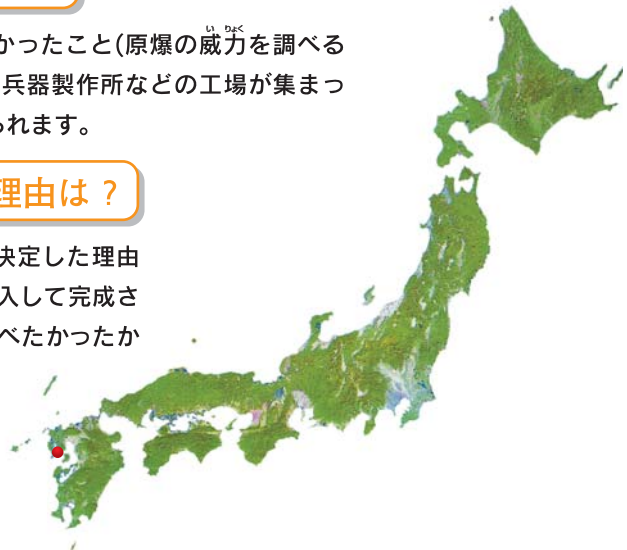 かったこと(原爆の威力を調べる
兵器製作所などの工場が集まっ
られます。
理由は?
決定した理由
入して完成さ
べたかったか